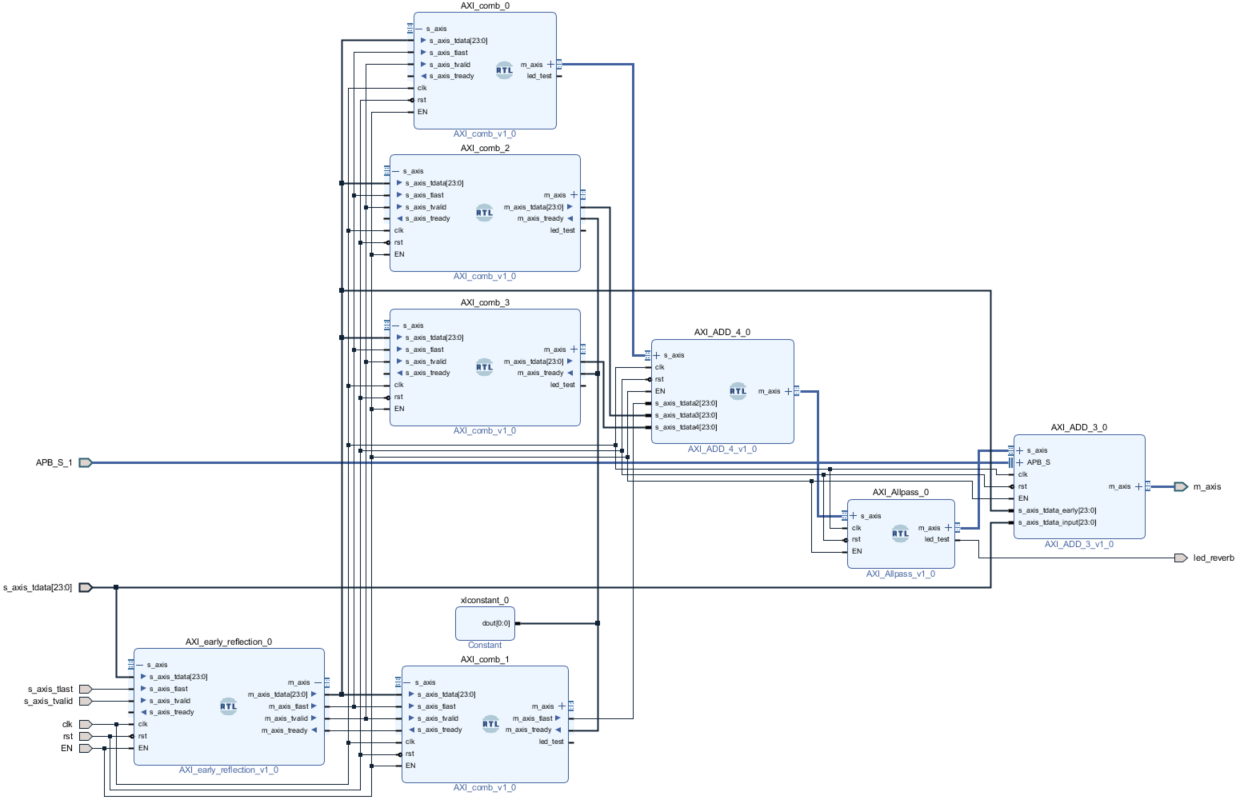 AXI_comb_0
s_axis
s_axis_tdata[23:0]
s_axis_tlast
s_axis_tvalid
s_axis_tready
clk
rst
EN
RTL
m_axis
led_test
AXI_comb_v1_0
AXI_comb_2
s_axis
s_axis_tdata[23:0]
s_axis_tlast
s_axis_tvalid
s_axis_tready
clk
rst
EN
RTL
m_axis
m_axis_tdata[23:0]
m_axis_tready
led_test
AXI_comb_v1_0
AXI_comb_3
s_axis
s_axis_tdata[23:0]
s_axis_tlast
s_axis_tvalid
s_axis_tready
clk
rst
EN
RTL
m_axis
m_axis_tdata[23:0]
m_axis_tready
led_test
AXI_comb_v1_0
AXI_ADD_4_0
s_axis
clk
rst
EN
s_axis_tdata2[23:0]
s_axis_tdata3[23:0]
s_axis_tdata4[23:0]
RTL
m_axis
AXI_ADD_4_v1_0
APB_S_1
AXI_ADD_3_0
s_axis
APB_S
clk
rst
EN
s_axis_tdata_early[23:0]
s_axis_tdata_input[23:0]
m_axis
AXI_ADD_3_v1_0
m_axis
AXI_Allpass_0
s_axis
clk
rst
EN
RTL
m_axis
led_test
AXI_Allpass_v1_0
led_reverb
s_axis_tdata[23:0]
xlconstant_0
dout[0:0]
Constant
s_axis_tlast
s_axis_tvalid
clk
rst
EN
AXI_early_reflection_0
s_axis
s_axis_tdata[23:0]
s_axis_tlast
s_axis_tvalid
s_axis_tready
clk
rst
EN
RTL
m_axis
m_axis_tdata[23:0]
m_axis_tlast
m_axis_tvalid
m_axis_tready
AXI_early_reflection_v1_0
AXI_comb_1
s_axis
s_axis_tdata[23:0]
s_axis_tlast
s_axis_tvalid
s_axis_tready
clk
rst
EN
RTL
m_axis
m_axis_tlast
m_axis_tready
led_test
AXI_comb_v1_0